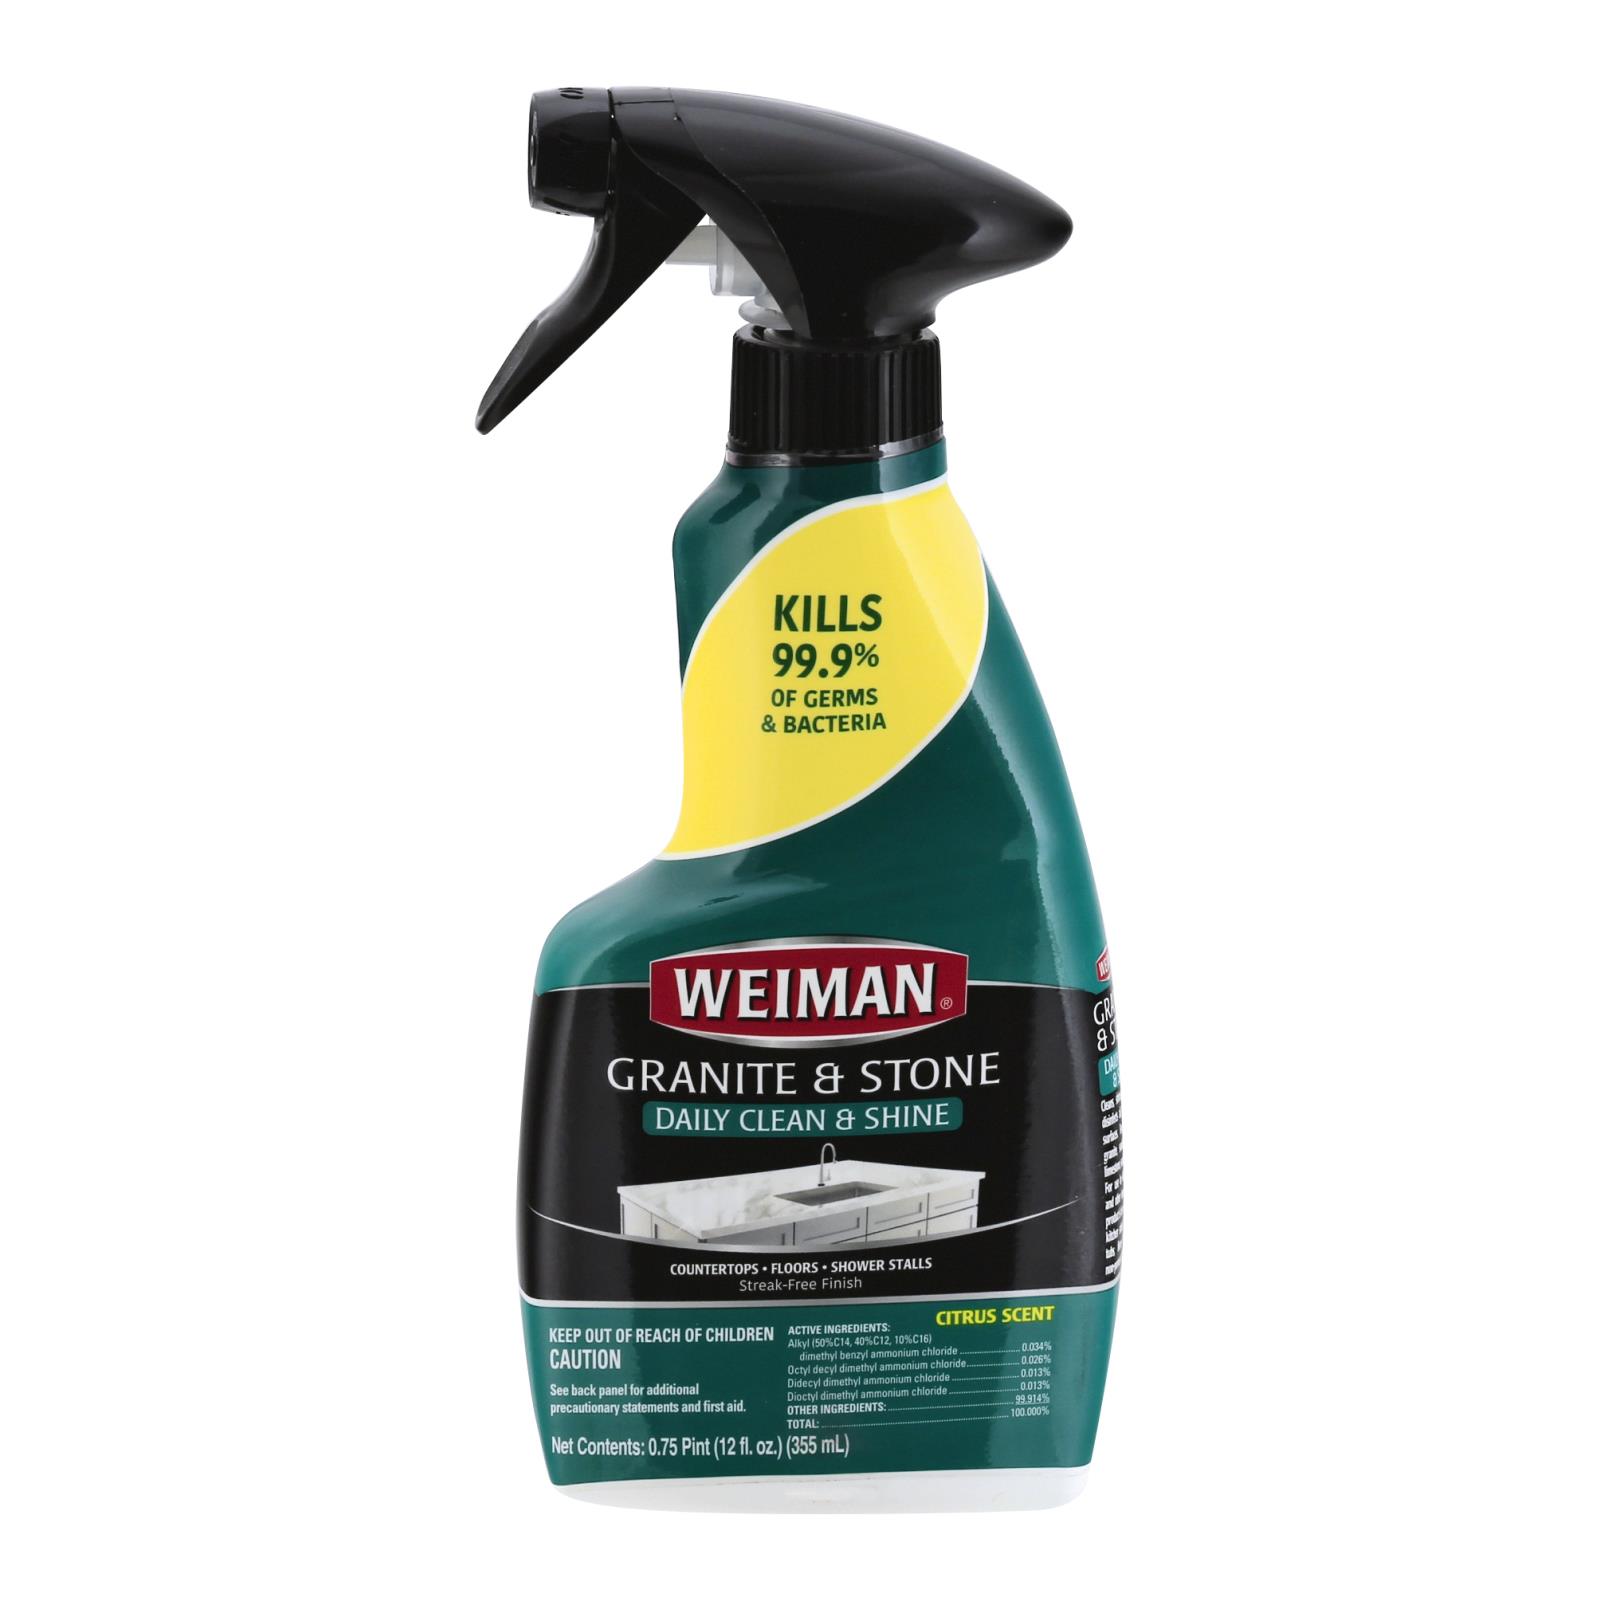 KILLS
99.9%
OF GERMS
& BACTERIA
WEIMAN®
GRANITE & STONE
DAILY CLEAN & SHINE
COUNTERTOPS • FLOORS • SHOWER STALLS
Streak-Free Finish
CITRUS SCENT
KEEP OUT OF REACH OF CHILDREN
CAUTION
See back panel for additional
precautionary statements and first aid.
ACTIVE INGREDIENTS:
Alkyl (50%C14, 40%C12, 10%C16)
dimethyl benzyl ammonium chloride 0.034%
Octyl decyl dimethyl ammonium chloride 0.026%
Didecyl dimethyl ammonium chloride 0.013%
Dioctyl dimethyl ammonium chloride 0.013%
OTHER INGREDIENTS: 99.914%
TOTAL: 100.000%
Net Contents: 0.75 Pint (12 fl. oz.) (355 mL)